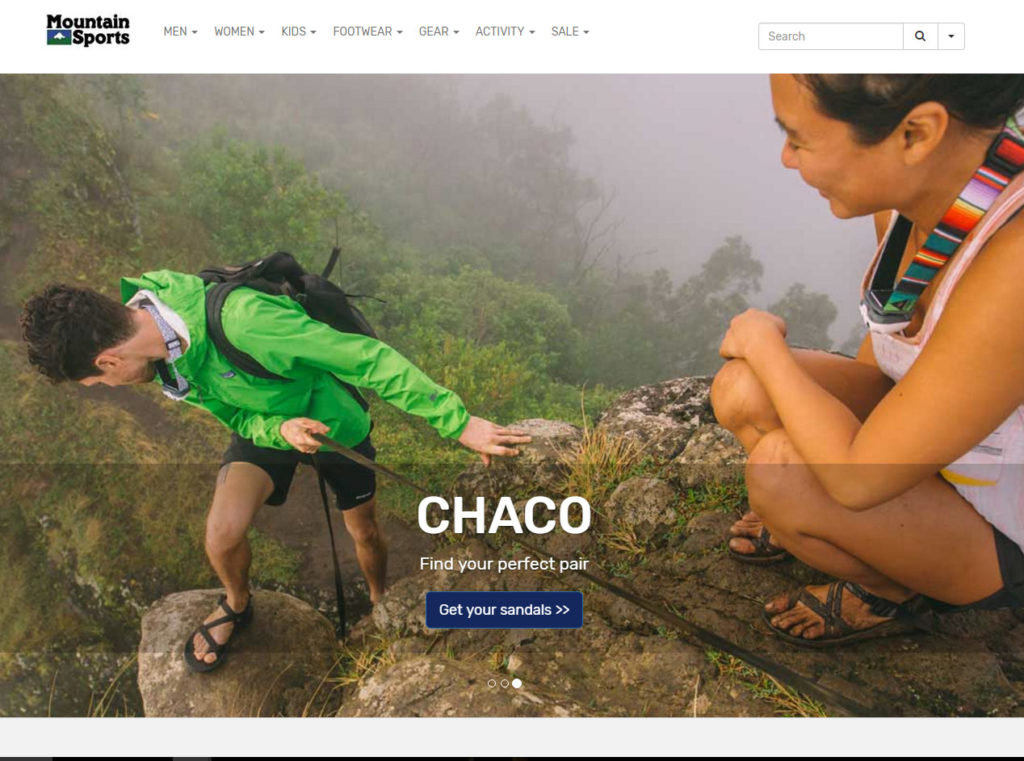 Mountain
Sports
MEN WOMEN KIDS FOOTWEAR GEAR ACTIVITY SALE
Search
CHACO
Find your perfect pair
Get your sandals >>